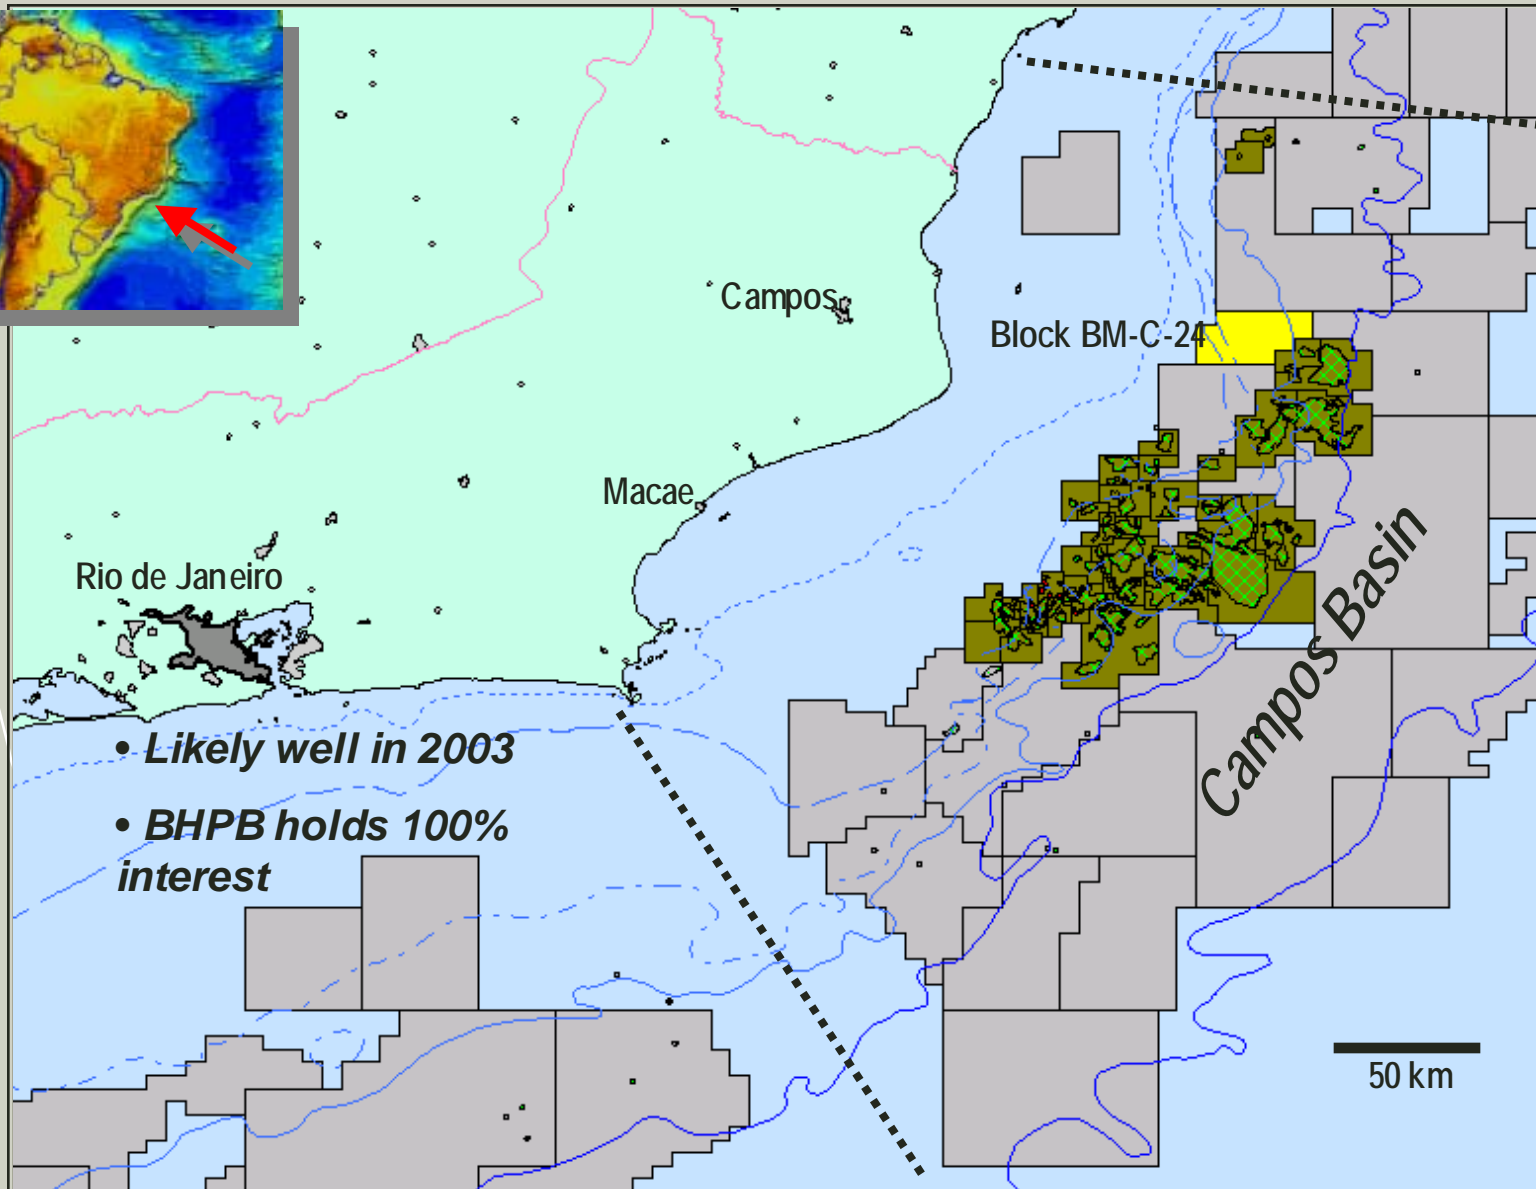 Campos
Block BM-C-24
Macae
Rio de Janeiro
Campos Basin
• Likely well in 2003
• BHPB holds 100%
interest
50 km